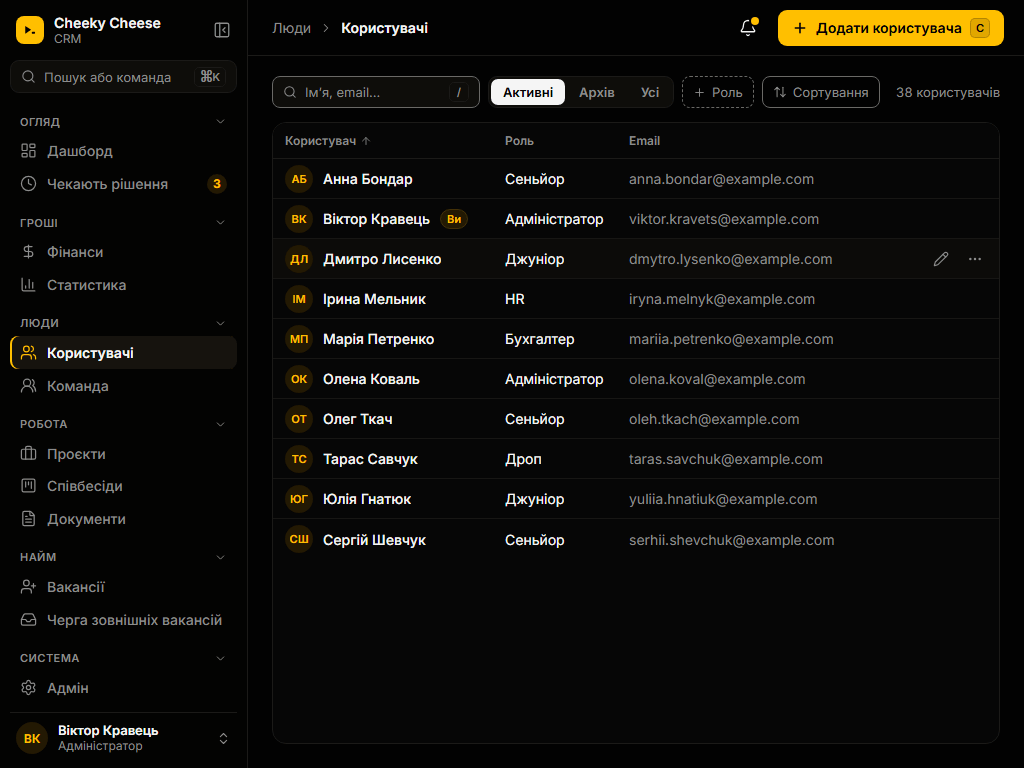 Cheeky Cheese
CRM
Пошук або команда ⌘K
ОГЛЯД
Дашборд
Чекають рішення 3
ГРОШІ
Фінанси
Статистика
ЛЮДИ
Користувачі
Команда
РОБОТА
Проєкти
Співбесіди
Документи
НАЙМ
Вакансії
Черга зовнішніх вакансій
СИСТЕМА
Адмін
ВК Віктор Кравець
Адміністратор
Люди > Користувачі
+ Додати користувача C
Ім’я, email... /
Активні Архів Усі + Роль Сортування 38 користувачів
Користувач ↑ Роль Email
АБ Анна Бондар Сеньйор anna.bondar@example.com
ВК Віктор Кравець Ви Адміністратор viktor.kravets@example.com
ДЛ Дмитро Лисенко Джуніор dmytro.lysenko@example.com
ІМ Ірина Мельник HR iryna.melnyk@example.com
МП Марія Петренко Бухгалтер mariia.petrenko@example.com
ОК Олена Коваль Адміністратор olena.koval@example.com
ОТ Олег Ткач Сеньйор oleh.tkach@example.com
ТС Тарас Савчук Дроп taras.savchuk@example.com
ЮГ Юлія Гнатюк Джуніор yuliia.hnatiuk@example.com
СШ Сергій Шевчук Сеньйор serhii.shevchuk@example.com